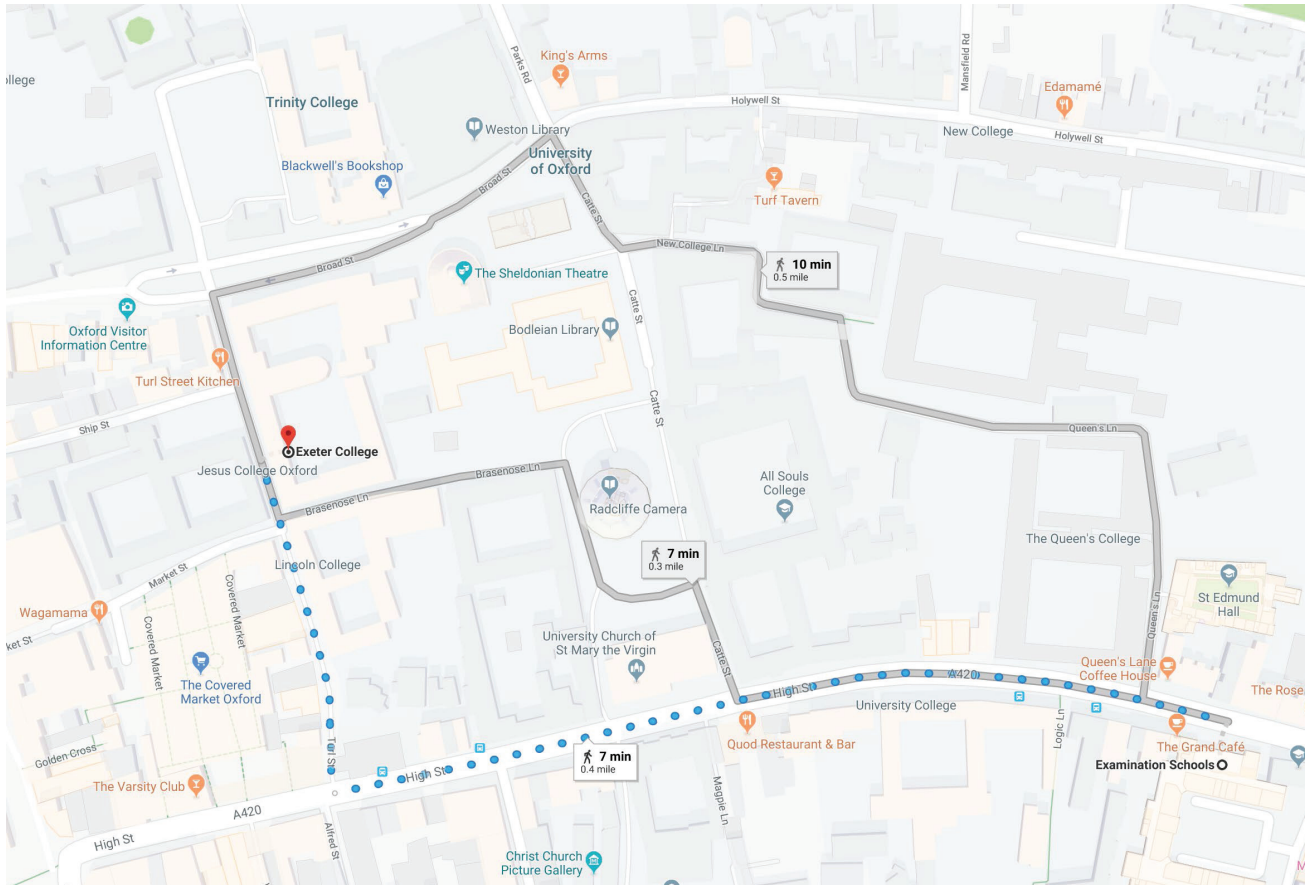 King's Arms
Parks Rd
Mansfield Rd
Edamamé
ollege
Trinity College
Holywell St
Weston Library
New College
Holywell St
University
of Oxford
Blackwell's Bookshop
Broad St
Turf Tavern
Catte St
New College Ln
10 min
0.5 mile
Broad St
The Sheldonian Theatre
Catte St
Oxford Visitor
Information Centre
Bodleian Library
Turl Street Kitchen
Catte St
Ship St
Queen's Ln
Exeter College
Jesus College Oxford
Brasenose Ln
All Souls
College
Brasenose Ln
Radcliffe Camera
The Queen's College
7 min
0.3 mile
Lincoln College
Market St
Covered Market
Covered Market
St Edmund
Hall
Wagamama
Queen's Ln
ket St
University Church of
St Mary the Virgin
Catte St
The Covered
Market Oxford
Queen's Lane
Coffee House
A420
High St
The Rose
University College
Logic Ln
Quod Restaurant & Bar
The Grand Café
Golden Cross
Turl St
7 min
0.4 mile
Examination Schools
High St
The Varsity Club
Magpie Ln
A420
High St
Alfred St
Christ Church
Picture Gallery
M